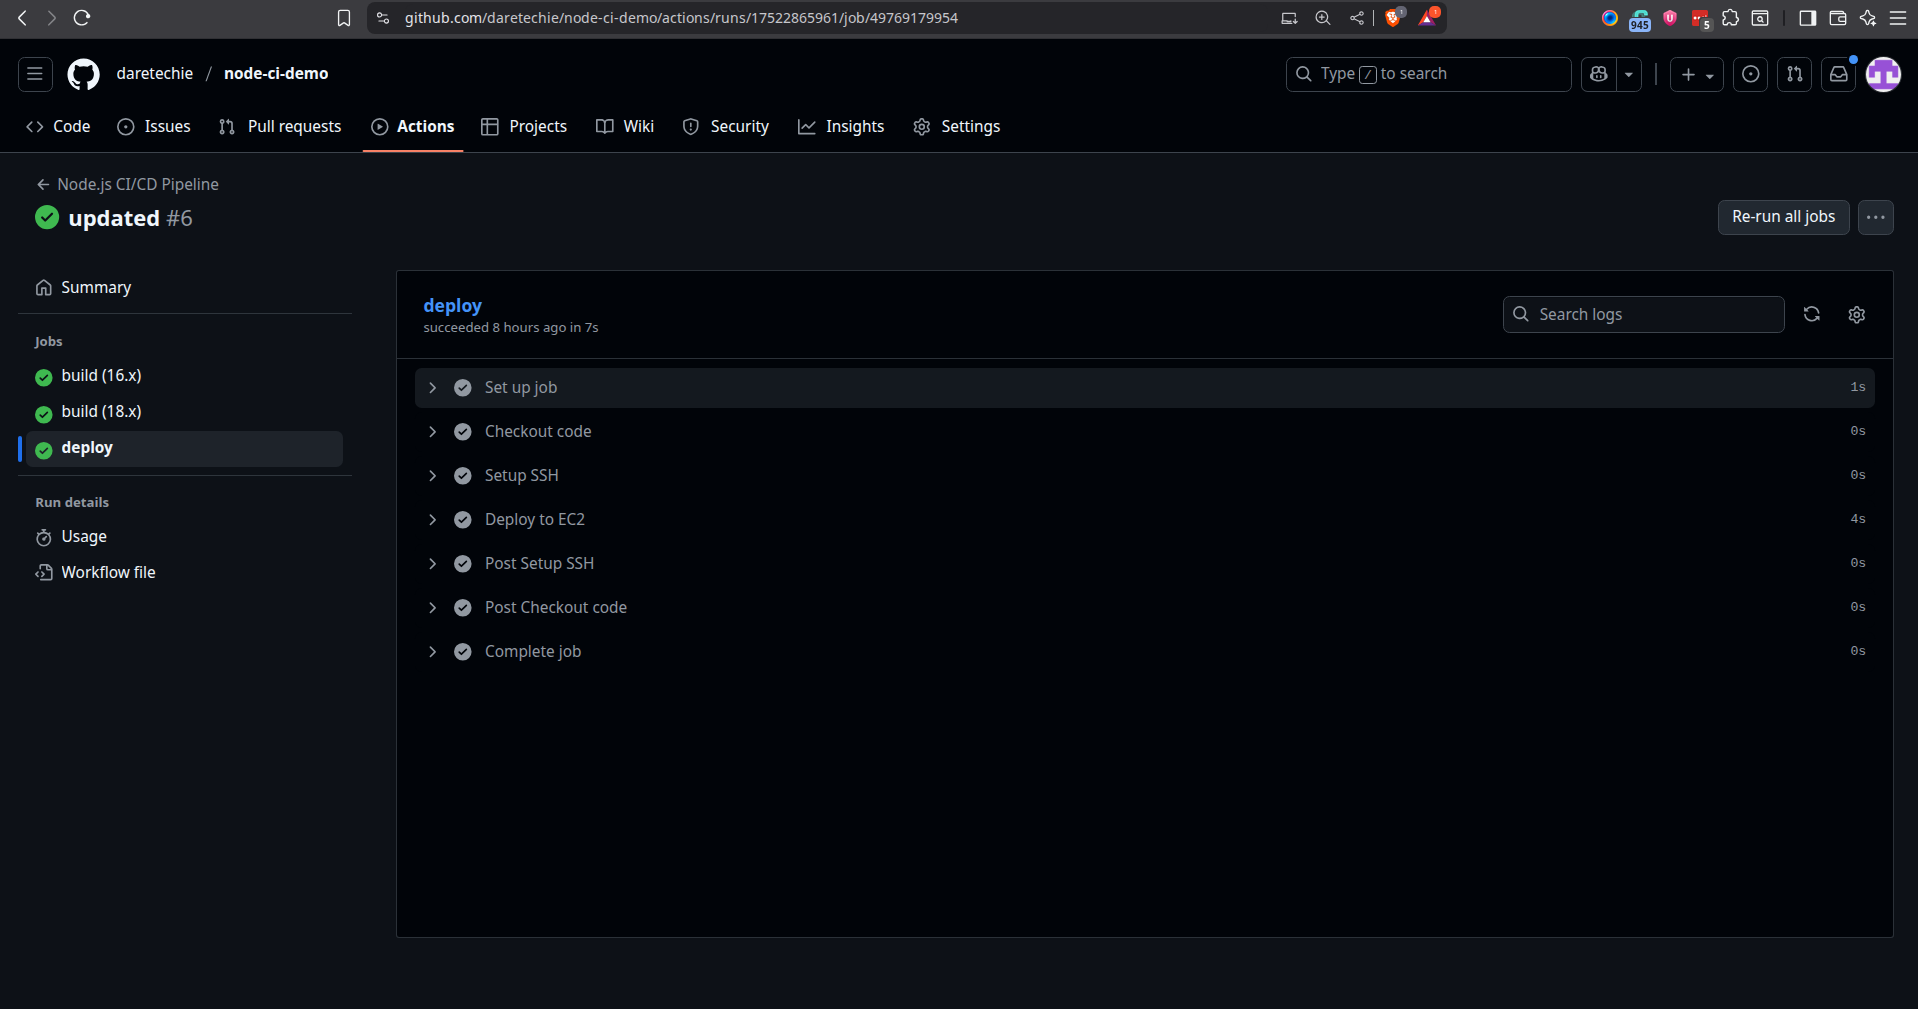 github.com/daretechie/node-ci-demo/actions/runs/17522865961/job/49769179954
1
1
945
5
daretechie / node-ci-demo
Type / to search
Code
Issues
Pull requests
Actions
Projects
Wiki
Security
Insights
Settings
Node.js CI/CD Pipeline
updated #6
Re-run all jobs
Summary
Jobs
build (16.x)
build (18.x)
deploy
Run details
Usage
Workflow file
deploy
succeeded 8 hours ago in 7s
Search logs
Set up job 1s
Checkout code 0s
Setup SSH 0s
Deploy to EC2 4s
Post Setup SSH 0s
Post Checkout code 0s
Complete job 0s